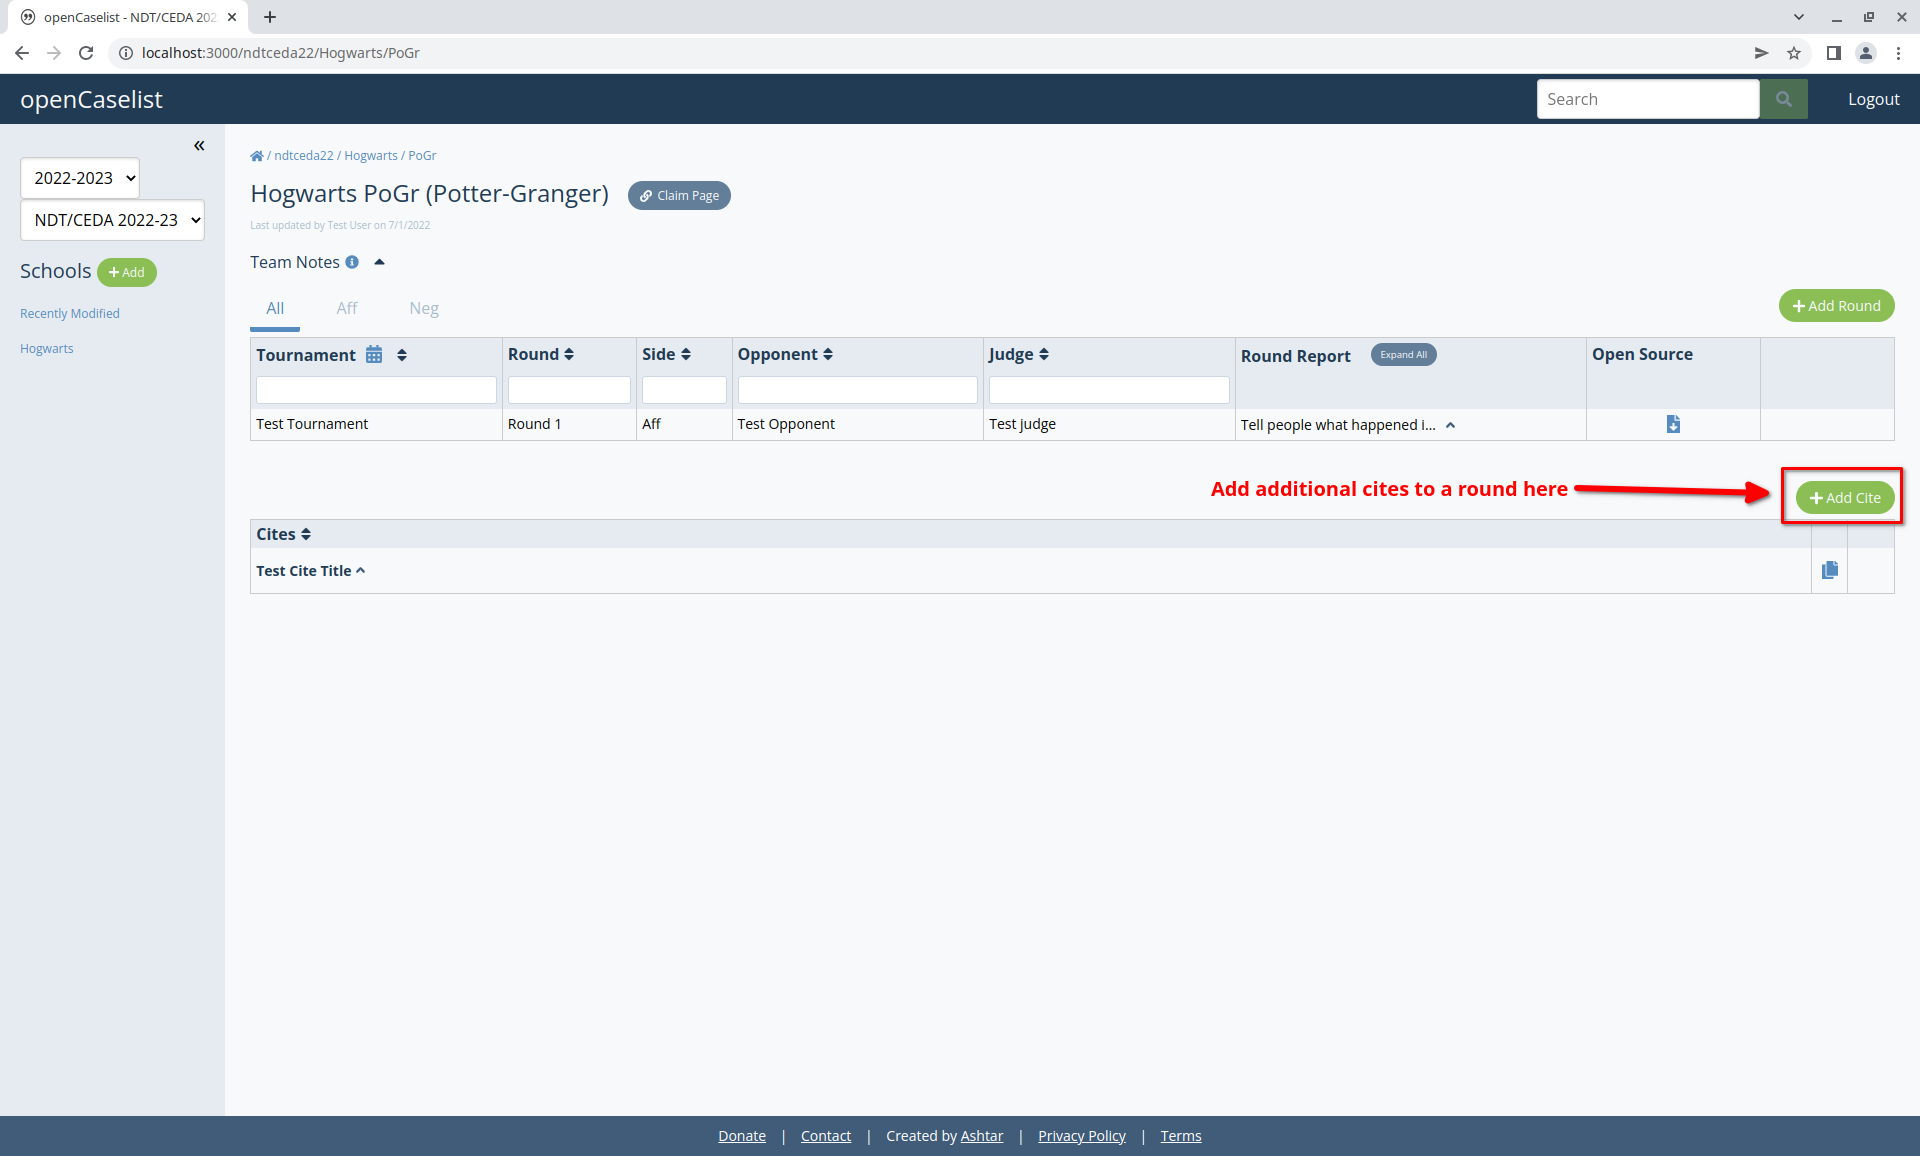 openCaselist - NDT/CEDA 202
localhost:3000/ndtceda22/Hogwarts/PoGr
openCaselist
Search
Logout
«
2022-2023
NDT/CEDA 2022-23
Schools
+ Add
Recently Modified
Hogwarts
/ ndtceda22 / Hogwarts / PoGr
Hogwarts PoGr (Potter-Granger)
Claim Page
Last updated by Test User on 7/1/2022
Team Notes
All Aff Neg
+ Add Round
Tournament Round Side Opponent Judge Round Report Expand All Open Source
Test Tournament Round 1 Aff Test Opponent Test judge Tell people what happened i...
Add additional cites to a round here
+ Add Cite
Cites
Test Cite Title
Donate | Contact | Created by Ashtar | Privacy Policy | Terms